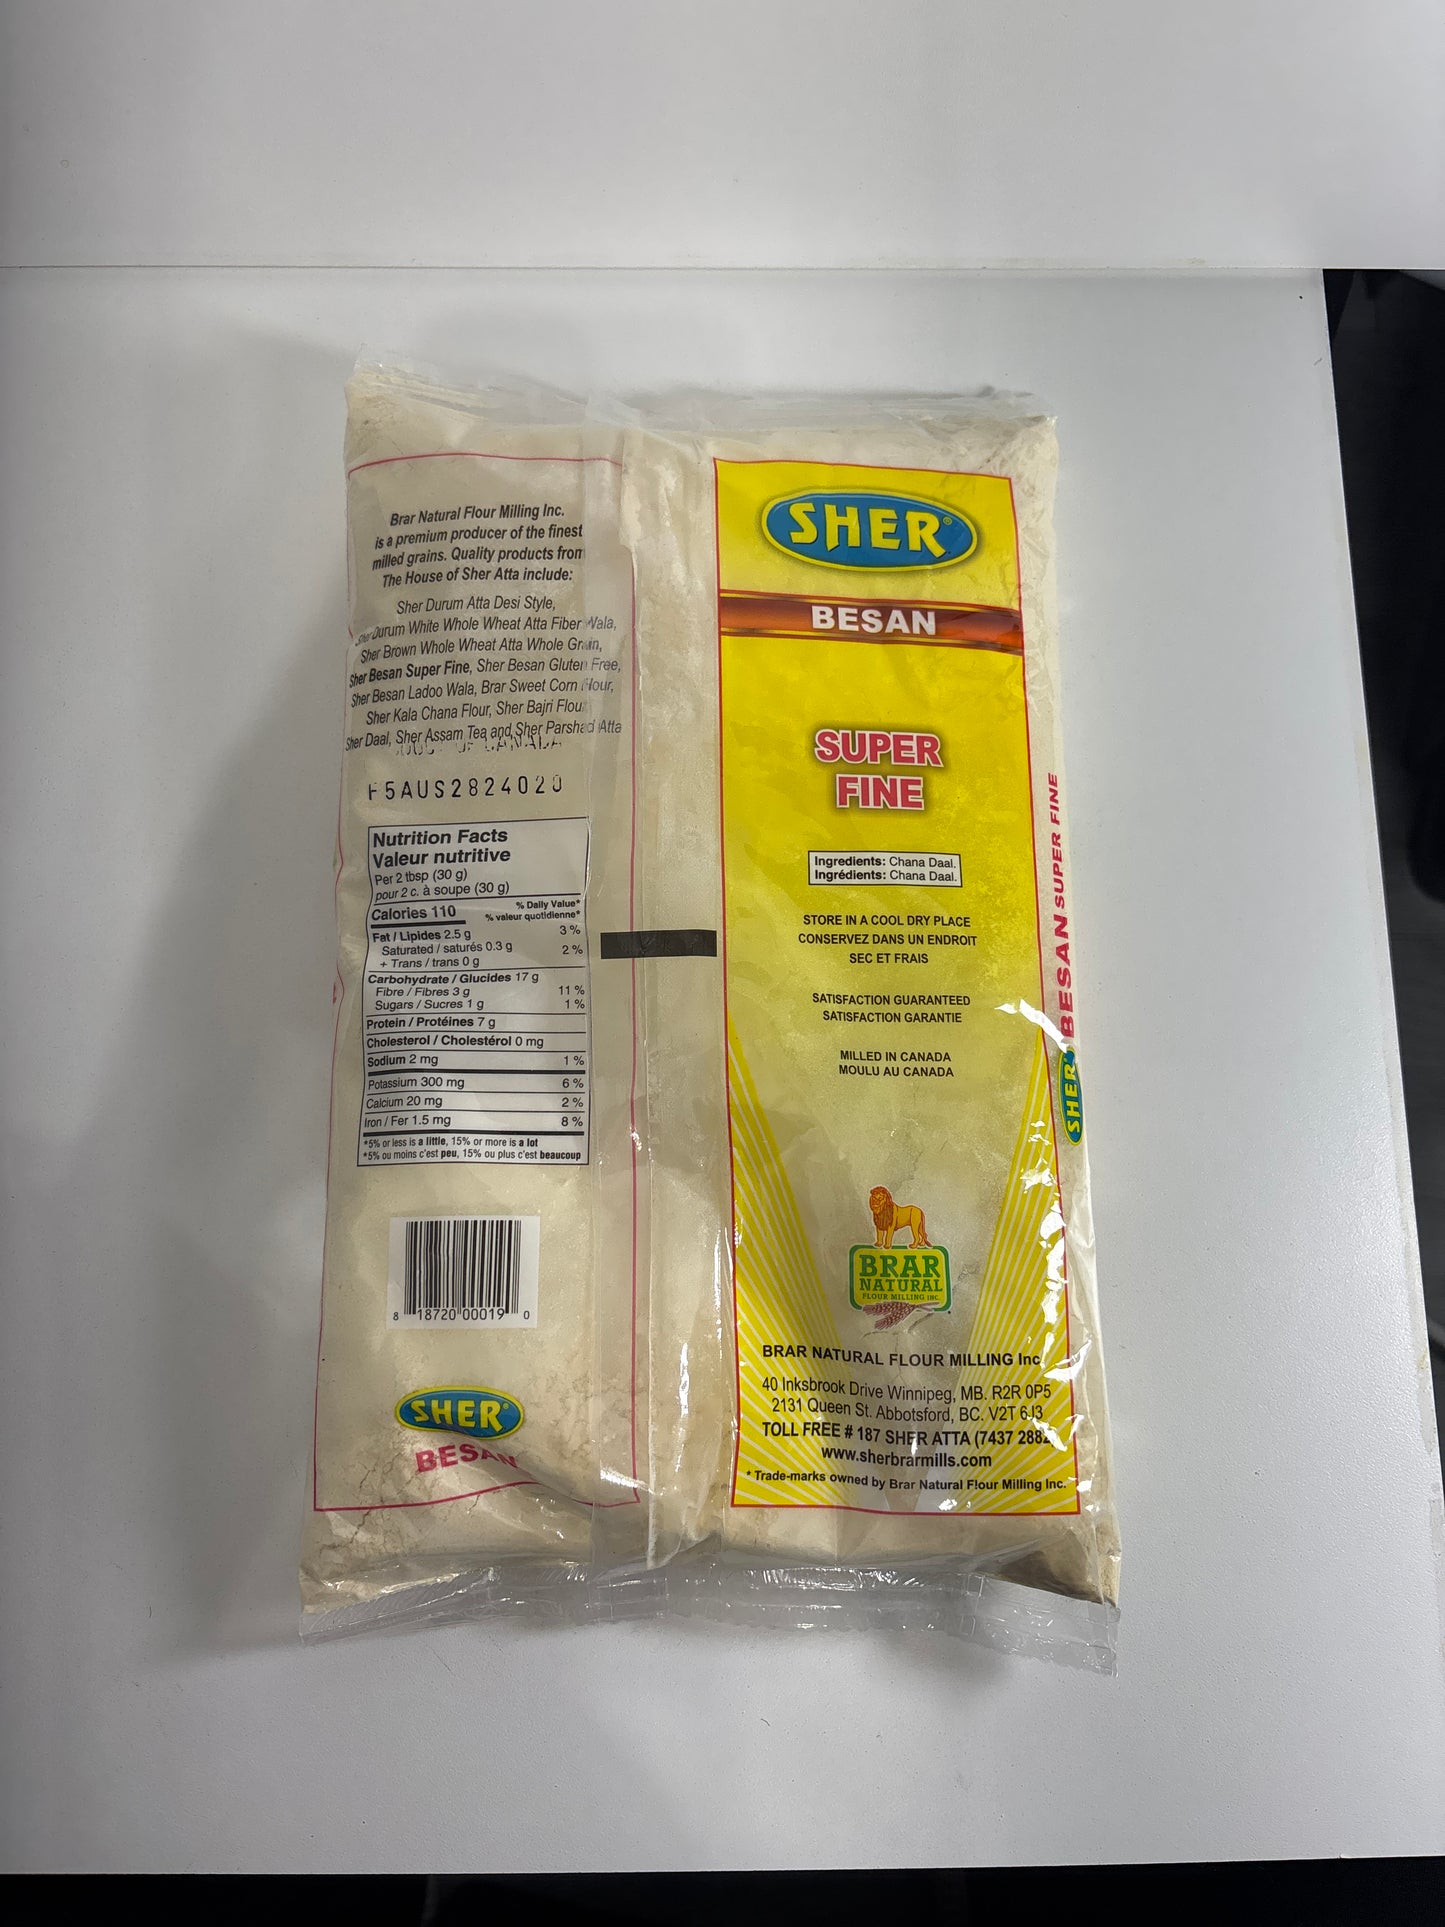 Brar Natural Flour Milling Inc.
is a premium producer of the finest
milled grains. Quality products from
The House of Sher Atta include:
Sher Durum Atta Desi Style,
Sher Durum White Whole Wheat Atta Fiber Wala,
Sher Brown Whole Wheat Atta Whole Grain,
Sher Besan Super Fine, Sher Besan Gluten Free,
Sher Besan Ladoo Wala, Brar Sweet Corn Flour,
Sher Kala Chana Flour, Sher Bajri Flour
Sher Daal, Sher Assam Tea and Sher Parshad Atta
OF CANADA
5AUS2824020
Nutrition Facts
Valeur nutritive
Per 2 tbsp (30 g)
pour 2 c. à soupe (30 g)
Calories 110
% Daily Value*
% valeur quotidienne*
Fat / Lipides 2.5 g 3 %
Saturated / saturés 0.3 g 2 %
+ Trans / trans 0 g
Carbohydrate / Glucides 17 g
Fibre / Fibres 3 g 11 %
Sugars / Sucres 1 g 1 %
Protein / Protéines 7 g
Cholesterol / Cholestérol 0 mg
Sodium 2 mg 1 %
Potassium 300 mg 6 %
Calcium 20 mg 2 %
Iron / Fer 1.5 mg 8 %
*5% or less is a little, 15% or more is a lot
*5% ou moins c'est peu, 15% ou plus c'est beaucoup
8 18720 00019 0
SHER®
BESAN
SHER®
BESAN
SUPER
FINE
Ingredients: Chana Daal.
Ingrédients: Chana Daal.
STORE IN A COOL DRY PLACE
CONSERVEZ DANS UN ENDROIT
SEC ET FRAIS
SATISFACTION GUARANTEED
SATISFACTION GARANTIE
MILLED IN CANADA
MOULU AU CANADA
BRAR
NATURAL
FLOUR MILLING INC.
BRAR NATURAL FLOUR MILLING Inc
40 Inksbrook Drive Winnipeg, MB. R2R 0P5
2131 Queen St. Abbotsford, BC. V2T 6J3
TOLL FREE # 187 SHER ATTA (7437 2882)
www.sherbrarmills.com
* Trade-marks owned by Brar Natural Flour Milling Inc.
SHER BESAN SUPER FINE